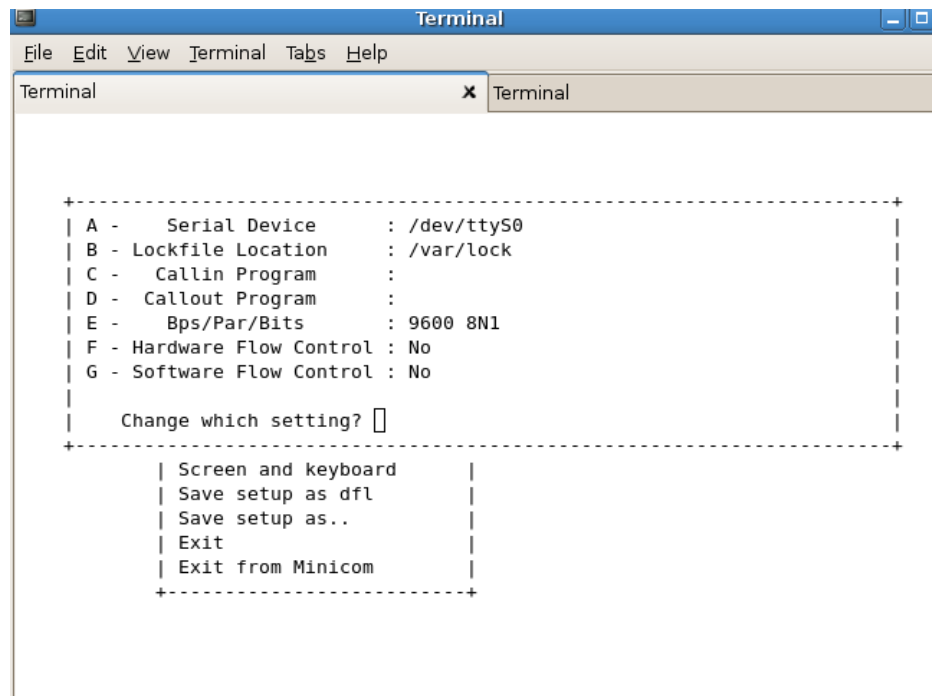 Terminal
File Edit View Terminal Tabs Help
Terminal x Terminal
+-----------------------------------------------------------------------+
| A -    Serial Device      : /dev/ttyS0                                |
| B - Lockfile Location     : /var/lock                                 |
| C -   Callin Program      :                                           |
| D -  Callout Program      :                                           |
| E -    Bps/Par/Bits       : 9600 8N1                                  |
| F - Hardware Flow Control : No                                        |
| G - Software Flow Control : No                                        |
|                                                                       |
|    Change which setting?                                              |
+-----------------------------------------------------------------------+
        | Screen and keyboard      |
        | Save setup as dfl        |
        | Save setup as..          |
        | Exit                     |
        | Exit from Minicom        |
        +--------------------------+